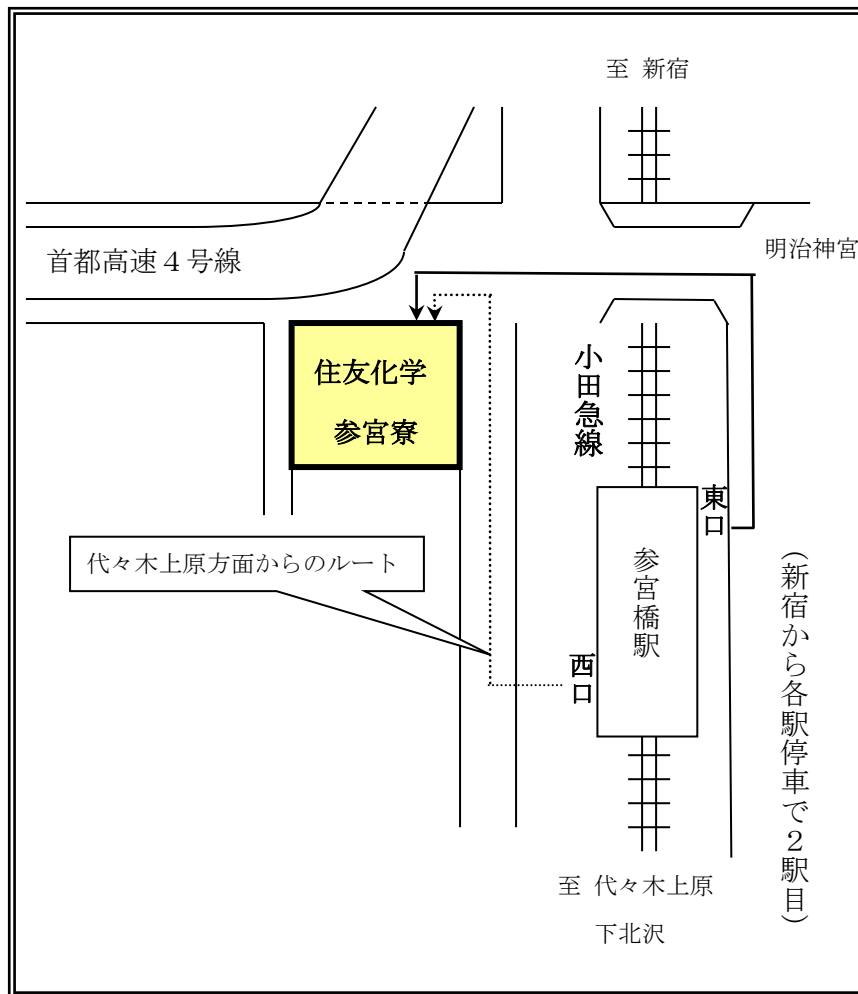 至 新宿
明治神宮
首都高速４号線
住友化学
参宮寮
小田急線
東口
代々木上原方面からのルート
参宮橋駅
西口
（新宿から各駅停車で２駅目）
至 代々木上原
下北沢